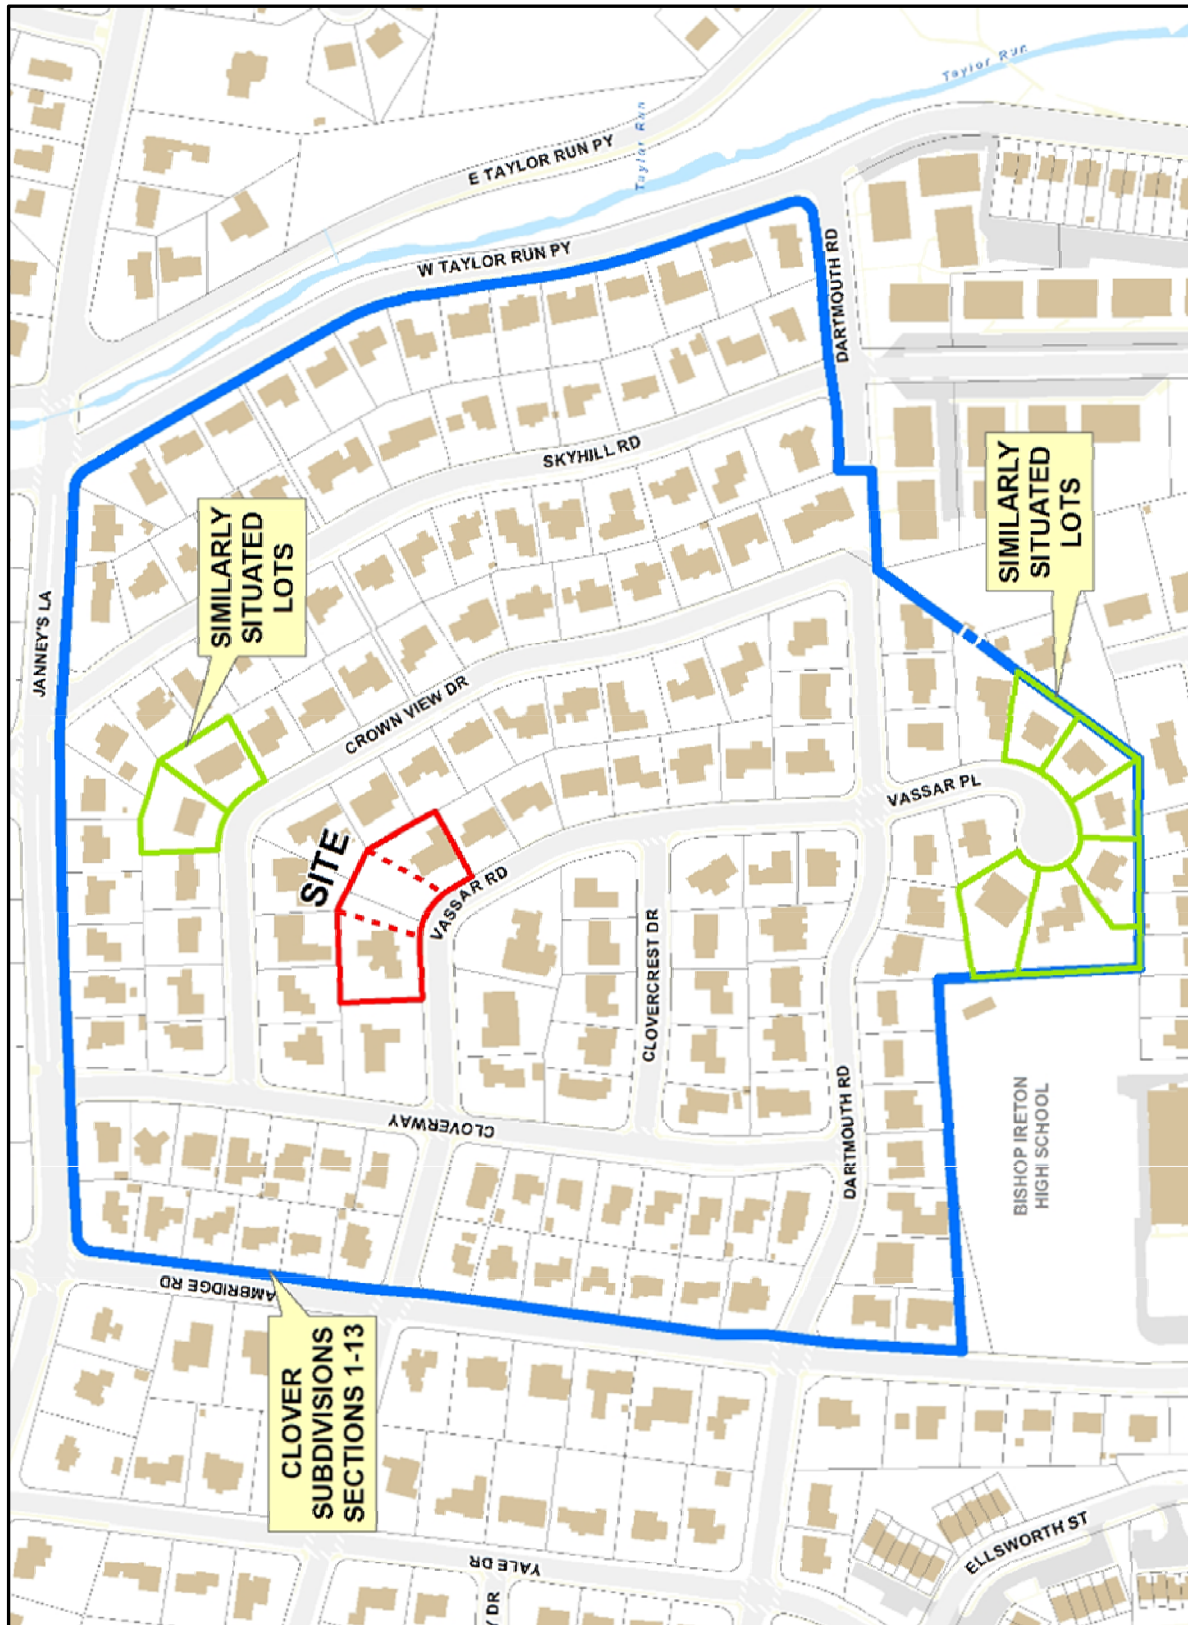 Taylor Run
E TAYLOR RUN PY
Taylor Run
W TAYLOR RUN PY
DARTMOUTH RD
SKYHILL RD
SIMILARLY
SITUATED
LOTS
SIMILARLY
SITUATED
LOTS
JANNEY'S LA
CROWN VIEW DR
VASSAR PL
SITE
VASSAR RD
CLOVERCREST DR
CLOVERWAY
DARTMOUTH RD
BISHOP IRETON
HIGH SCHOOL
AMBRIDGE RD
CLOVER
SUBDIVISIONS
SECTIONS 1-13
YALE DR
Y DR
ELLSWORTH ST